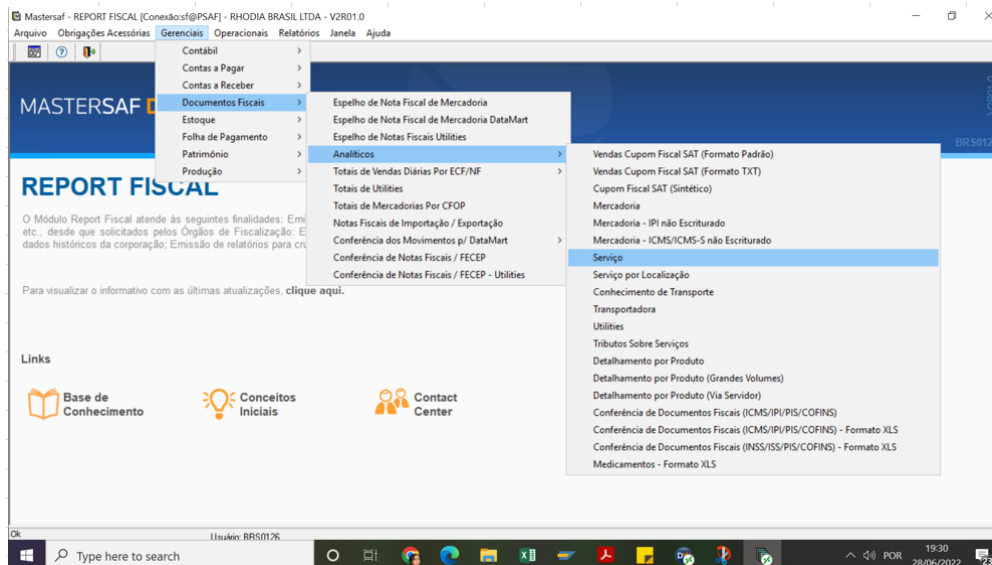 Mastersaf - REPORT FISCAL [Conexão:sf@PSAF] - RHODIA BRASIL LTDA - V2R01.0
Arquivo Obrigações Acessórias Gerenciais Operacionais Relatórios Janela Ajuda
Contábil
Contas a Pagar
Contas a Receber
Documentos Fiscais
Estoque
Folha de Pagamento
Patrimônio
Produção
Espelho de Nota Fiscal de Mercadoria
Espelho de Nota Fiscal de Mercadoria DataMart
Espelho de Notas Fiscais Utilities
Analíticos
Totais de Vendas Diárias Por ECF/NF
Totais de Utilities
Totais de Mercadorias Por CFOP
Notas Fiscais de Importação / Exportação
Conferência dos Movimentos p/ DataMart
Conferência de Notas Fiscais / FECEP
Conferência de Notas Fiscais / FECEP - Utilities
Vendas Cupom Fiscal SAT (Formato Padrão)
Vendas Cupom Fiscal SAT (Formato TXT)
Cupom Fiscal SAT (Sintético)
Mercadoria
Mercadoria - IPI não Escriturado
Mercadoria - ICMS/ICMS-S não Escriturado
Serviço
Serviço por Localização
Conhecimento de Transporte
Transportadora
Utilities
Tributos Sobre Serviços
Detalhamento por Produto
Detalhamento por Produto (Grandes Volumes)
Detalhamento por Produto (Via Servidor)
Conferência de Documentos Fiscais (ICMS/IPI/PIS/COFINS)
Conferência de Documentos Fiscais (ICMS/IPI/PIS/COFINS) - Formato XLS
Conferência de Documentos Fiscais (INSS/ISS/PIS/COFINS) - Formato XLS
Medicamentos - Formato XLS
MASTERSAF
BRS012
REPORT FISCAL
O Módulo Report Fiscal atende às seguintes finalidades: Emi
etc., desde que solicitados pelos Órgãos de Fiscalização: E
dados históricos da corporação; Emissão de relatórios para cru
Para visualizar o informativo com as últimas atualizações, clique aqui.
Links
Base de
Conhecimento
Conceitos
Iniciais
Contact
Center
Ok
Usuário: BRS0126
Type here to search
POR
19:30
28/06/2022